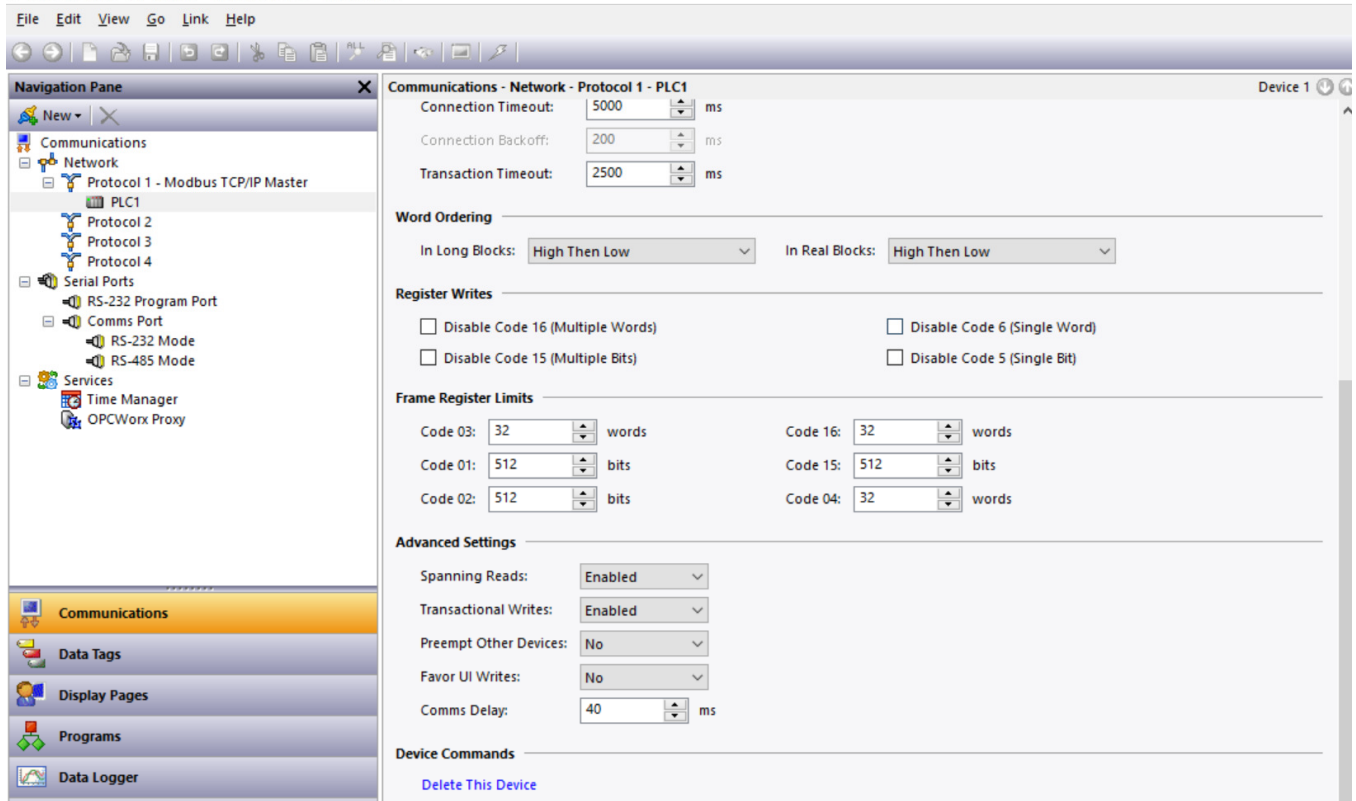 File Edit View Go Link Help
ALL
Navigation Pane
New
Communications
Network
Protocol 1 - Modbus TCP/IP Master
PLC1
Protocol 2
Protocol 3
Protocol 4
Serial Ports
RS-232 Program Port
Comms Port
RS-232 Mode
RS-485 Mode
Services
Time Manager
OPCWorx Proxy
Communications
Data Tags
Display Pages
Programs
Data Logger
Communications - Network - Protocol 1 - PLC1 Device 1
Connection Timeout: 5000 ms
Connection Backoff: 200 ms
Transaction Timeout: 2500 ms
Word Ordering
In Long Blocks: High Then Low In Real Blocks: High Then Low
Register Writes
Disable Code 16 (Multiple Words) Disable Code 6 (Single Word)
Disable Code 15 (Multiple Bits) Disable Code 5 (Single Bit)
Frame Register Limits
Code 03: 32 words Code 16: 32 words
Code 01: 512 bits Code 15: 512 bits
Code 02: 512 bits Code 04: 32 words
Advanced Settings
Spanning Reads: Enabled
Transactional Writes: Enabled
Preempt Other Devices: No
Favor UI Writes: No
Comms Delay: 40 ms
Device Commands
Delete This Device